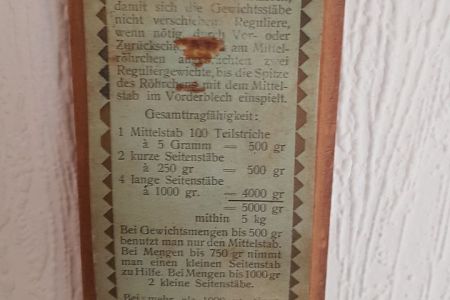 damit sich die Gewichtsstäbe
nicht verschieben. Reguliere,
wenn nötig, durch Vor- oder
Zurückschieben am Mittel-
röhrchen angebrachten zwei
Reguliergewichte, bis die Spitze
des Röhrchens mit dem Mittel-
stab im Vorderblech einspielt.
Gesamttragfähigkeit:
1 Mittelstab 100 Teilstriche
à 5 Gramm = 500 gr
2 kurze Seitenstäbe
à 250 gr = 500 gr
4 lange Seitenstäbe
à 1000 gr. = 4000 gr
= 5000 gr
mithin 5 kg
Bei Gewichtsmengen bis 500 gr
benutzt man nur den Mittelstab.
Bei Mengen bis 750 gr nimmt
man einen kleinen Seitenstab
zu Hilfe. Bei Mengen bis 1000 gr
2 kleine Seitenstäbe.